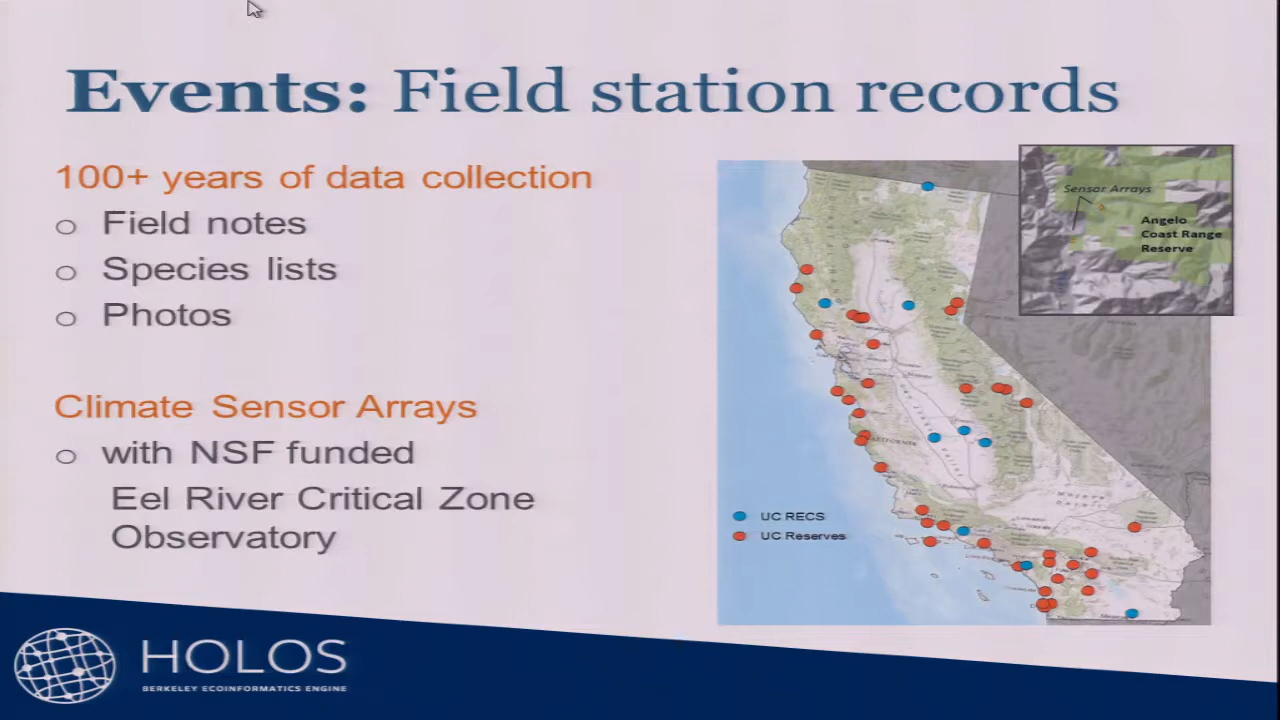 Events: Field station records
100+ years of data collection
Field notes
Species lists
Photos
Climate Sensor Arrays
with NSF funded
Eel River Critical Zone
Observatory
Sensor Arrays
Angelo
Coast Range
Reserve
UC RECS
UC Reserves
HOLOS
BERKELEY ECOINFORMATICS ENGINE